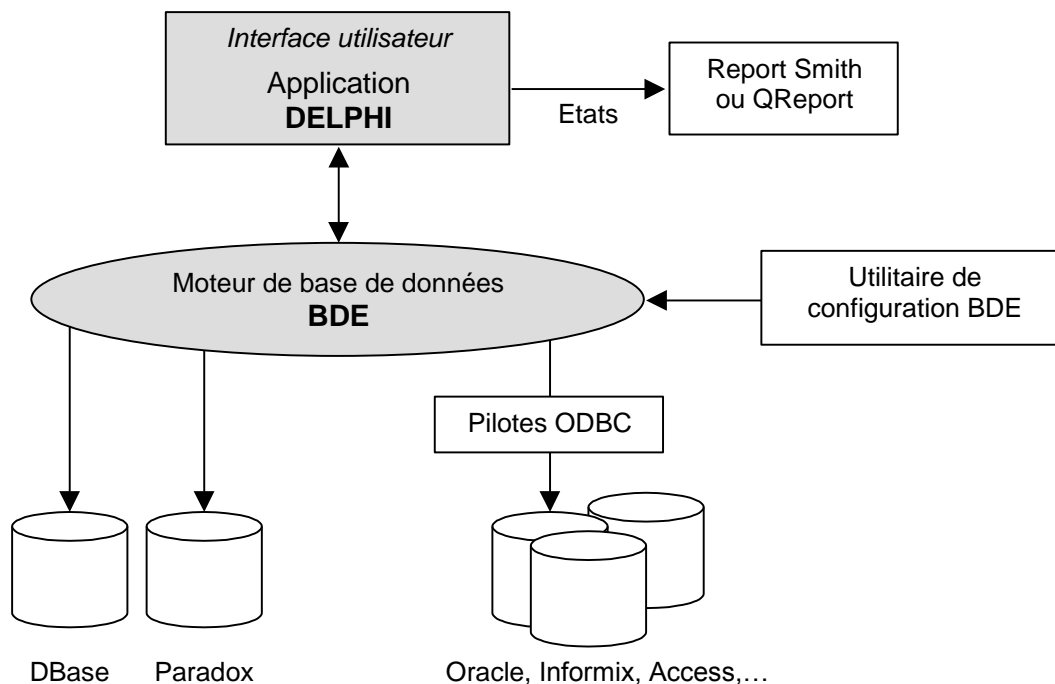 Interface utilisateur
Application
DELPHI
Etats
Report Smith
ou QReport
Moteur de base de données
BDE
Utilitaire de
configuration BDE
Pilotes ODBC
DBase
Paradox
Oracle, Informix, Access,…